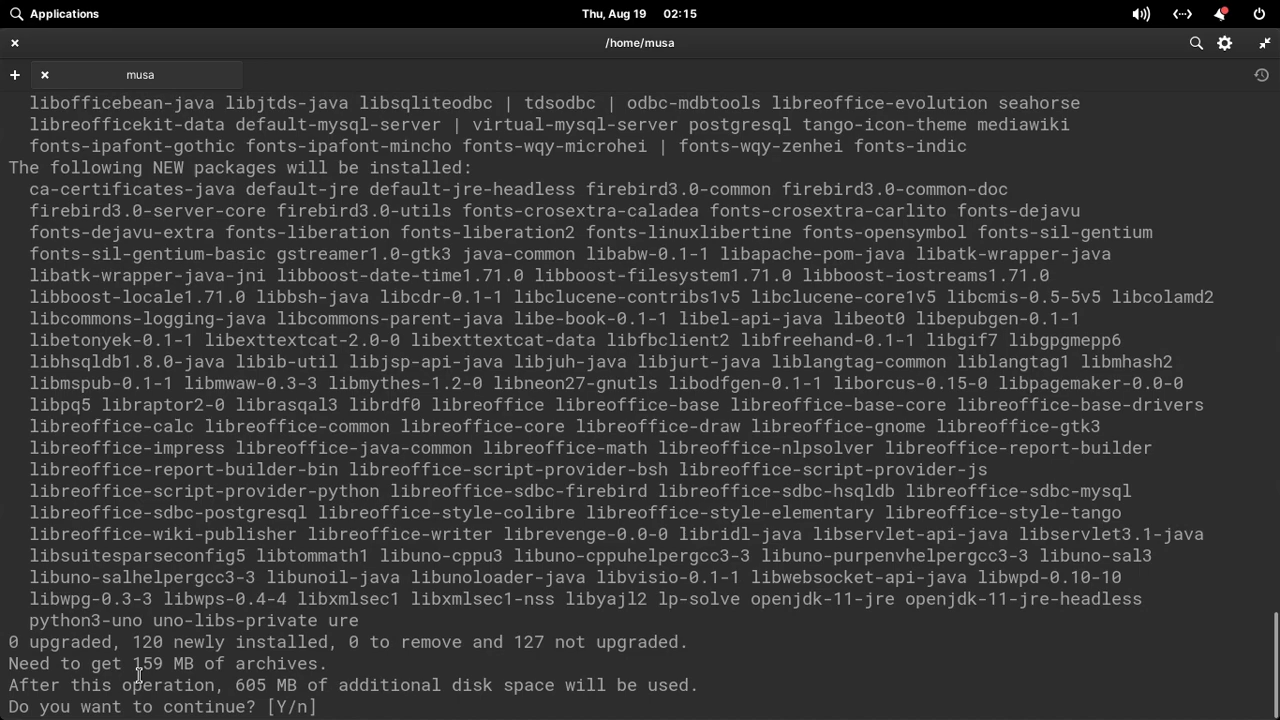 Applications
Thu, Aug 19 02:15
/home/musa
musa
libofficebean-java libjtds-java libsqliteodbc | tdsodbc | odbc-mdbtools libreoffice-evolution seahorse
libreofficekit-data default-mysql-server | virtual-mysql-server postgresql tango-icon-theme mediawiki
fonts-ipafont-gothic fonts-ipafont-mincho fonts-wqy-microhei | fonts-wqy-zenhei fonts-indic
The following NEW packages will be installed:
ca-certificates-java default-jre default-jre-headless firebird3.0-common firebird3.0-common-doc
firebird3.0-server-core firebird3.0-utils fonts-crosextra-caladea fonts-crosextra-carlito fonts-dejavu
fonts-dejavu-extra fonts-liberation fonts-liberation2 fonts-linuxlibertine fonts-opensymbol fonts-sil-gentium
fonts-sil-gentium-basic gstreamer1.0-gtk3 java-common libabw-0.1-1 libapache-pom-java libatk-wrapper-java
libatk-wrapper-java-jni libboost-date-time1.71.0 libboost-filesystem1.71.0 libboost-iostreams1.71.0
libboost-locale1.71.0 libbsh-java libcdr-0.1-1 libclucene-contribs1v5 libclucene-core1v5 libcmis-0.5-5v5 libcolamd2
libcommons-logging-java libcommons-parent-java libe-book-0.1-1 libel-api-java libeot0 libepubgen-0.1-1
libetonyek-0.1-1 libexttextcat-2.0-0 libexttextcat-data libfbclient2 libfreehand-0.1-1 libgif7 libgpgmepp6
libhsqldb1.8.0-java libib-util libjsp-api-java libjuh-java libjurt-java liblangtag-common liblangtag1 libmhash2
libmspub-0.1-1 libmwaw-0.3-3 libmythes-1.2-0 libneon27-gnutls libodfgen-0.1-1 liborcus-0.15-0 libpagemaker-0.0-0
libpq5 libraptor2-0 librasqal3 librdf0 libreoffice libreoffice-base libreoffice-base-core libreoffice-base-drivers
libreoffice-calc libreoffice-common libreoffice-core libreoffice-draw libreoffice-gnome libreoffice-gtk3
libreoffice-impress libreoffice-java-common libreoffice-math libreoffice-nlpsolver libreoffice-report-builder
libreoffice-report-builder-bin libreoffice-script-provider-bsh libreoffice-script-provider-js
libreoffice-script-provider-python libreoffice-sdbc-firebird libreoffice-sdbc-hsqldb libreoffice-sdbc-mysql
libreoffice-sdbc-postgresql libreoffice-style-colibre libreoffice-style-elementary libreoffice-style-tango
libreoffice-wiki-publisher libreoffice-writer librevenge-0.0-0 libridl-java libservlet-api-java libservlet3.1-java
libsuitesparseconfig5 libtommath1 libuno-cppu3 libuno-cppuhelpergcc3-3 libuno-purpenvhelpergcc3-3 libuno-sal3
libuno-salhelpergcc3-3 libunoil-java libunoloader-java libvisio-0.1-1 libwebsocket-api-java libwpd-0.10-10
libwpg-0.3-3 libwps-0.4-4 libxmlsec1 libxmlsec1-nss libyajl2 lp-solve openjdk-11-jre openjdk-11-jre-headless
python3-uno uno-libs-private ure
0 upgraded, 120 newly installed, 0 to remove and 127 not upgraded.
Need to get 159 MB of archives.
After this operation, 605 MB of additional disk space will be used.
Do you want to continue? [Y/n]